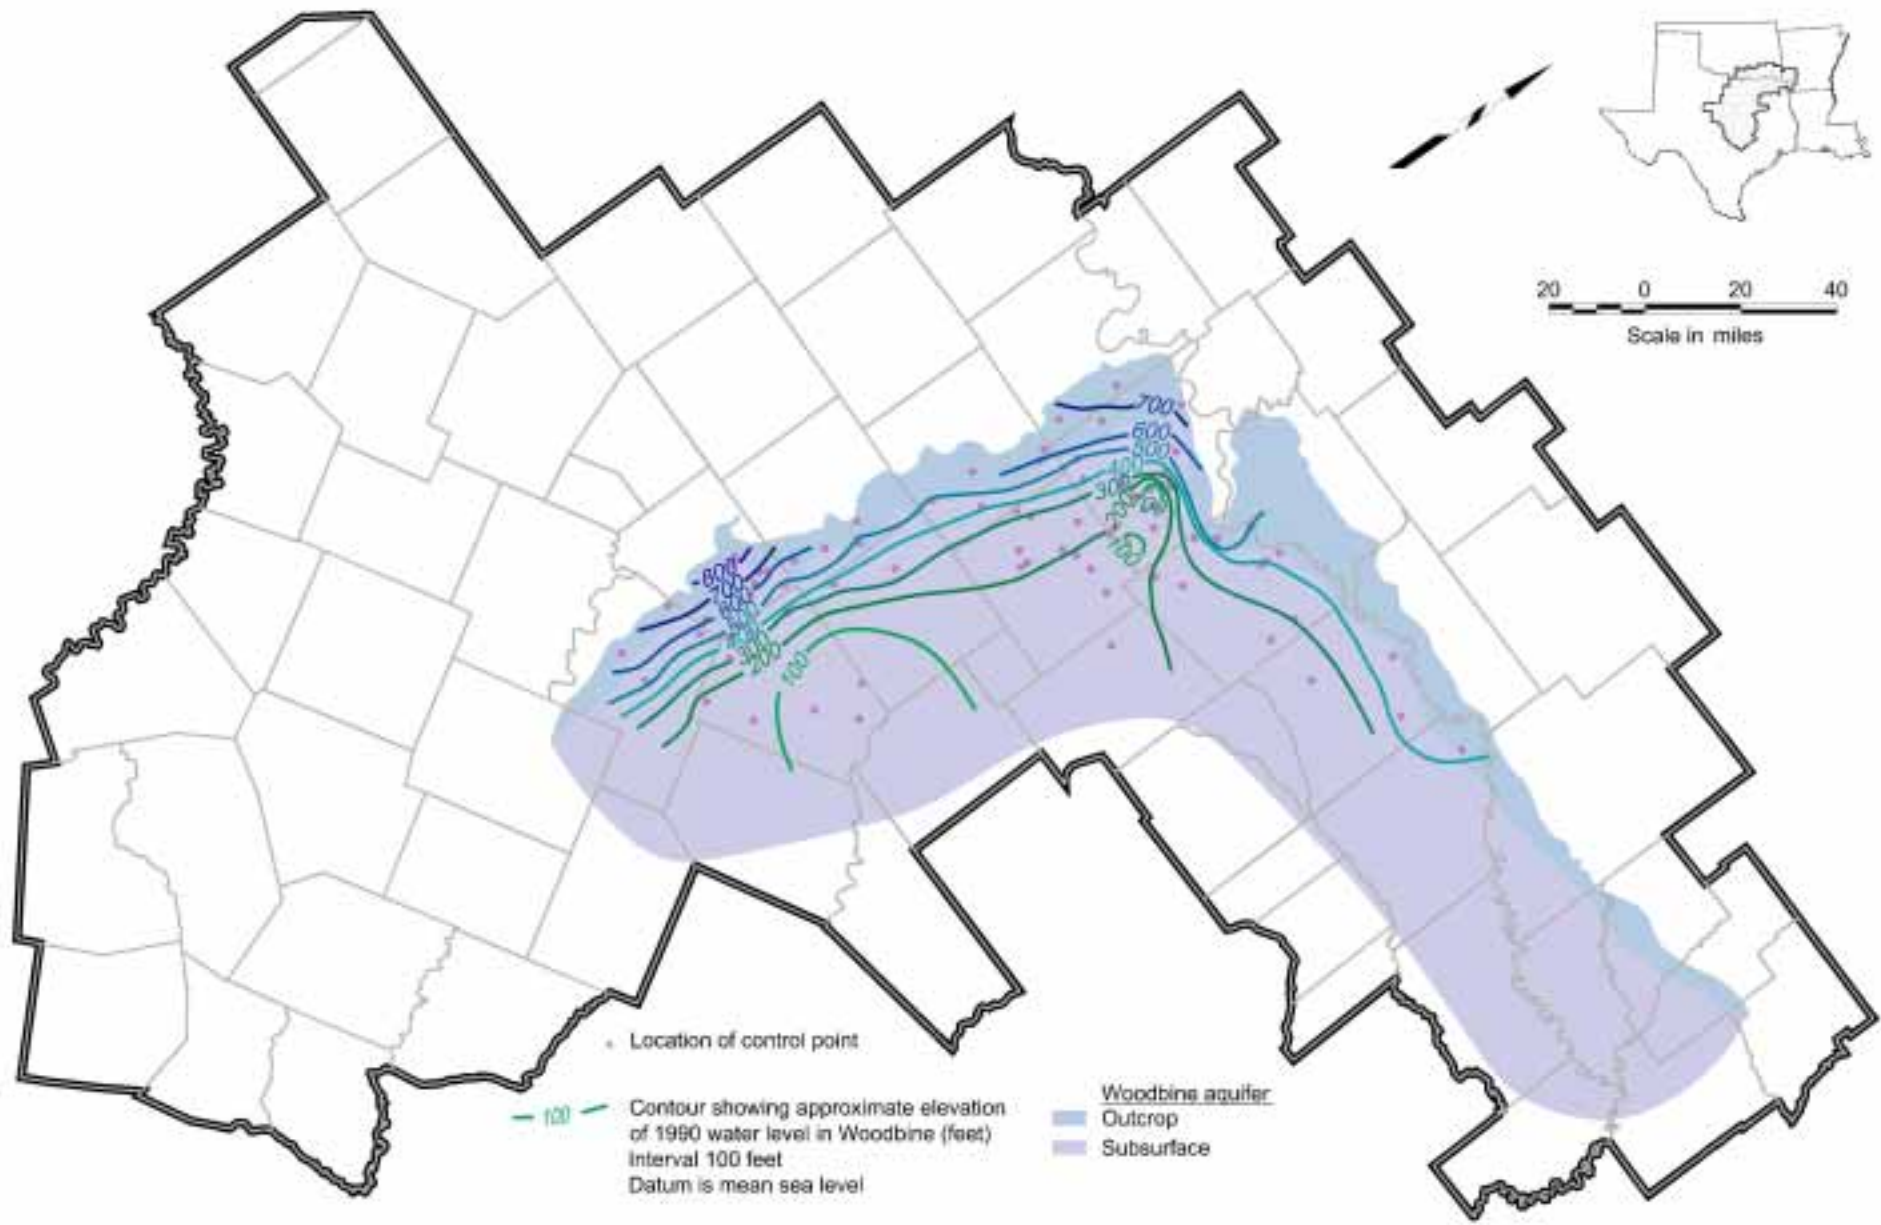 20 0 20 40
Scale in miles
700
600
500
400
300
200
100
800
700
600
300
200
100
Location of control point
100
Contour showing approximate elevation
of 1990 water level in Woodbine (feet)
Interval 100 feet
Datum is mean sea level
Woodbine aquifer
Outcrop
Subsurface